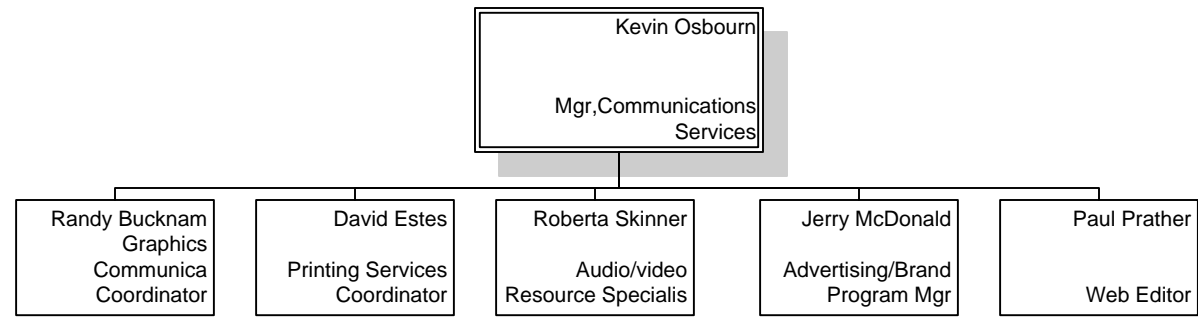 Kevin Osbourn
Mgr,Communications
Services
Randy Bucknam
Graphics
Communica
Coordinator
David Estes
Printing Services
Coordinator
Roberta Skinner
Audio/video
Resource Specialis
Jerry McDonald
Advertising/Brand
Program Mgr
Paul Prather
Web Editor